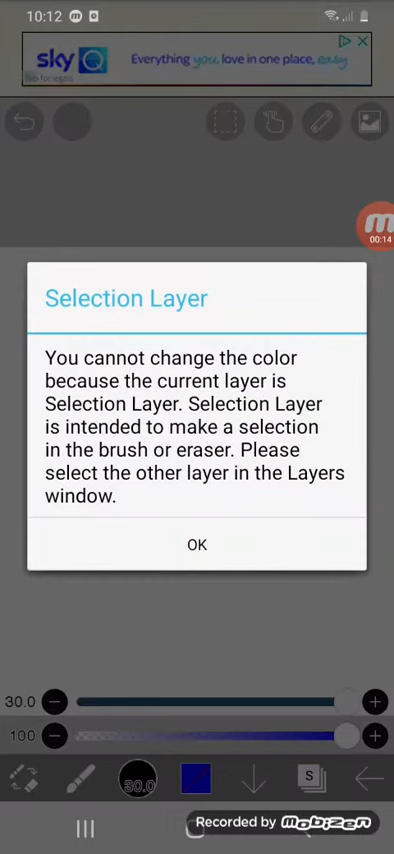 10:12
sky Q
Everything you love in one place, easy
00:14
Selection Layer
You cannot change the color
because the current layer is
Selection Layer. Selection Layer
is intended to make a selection
in the brush or eraser. Please
select the other layer in the Layers
window.
OK
30.0
100
30.0
S
Recorded by mobizen